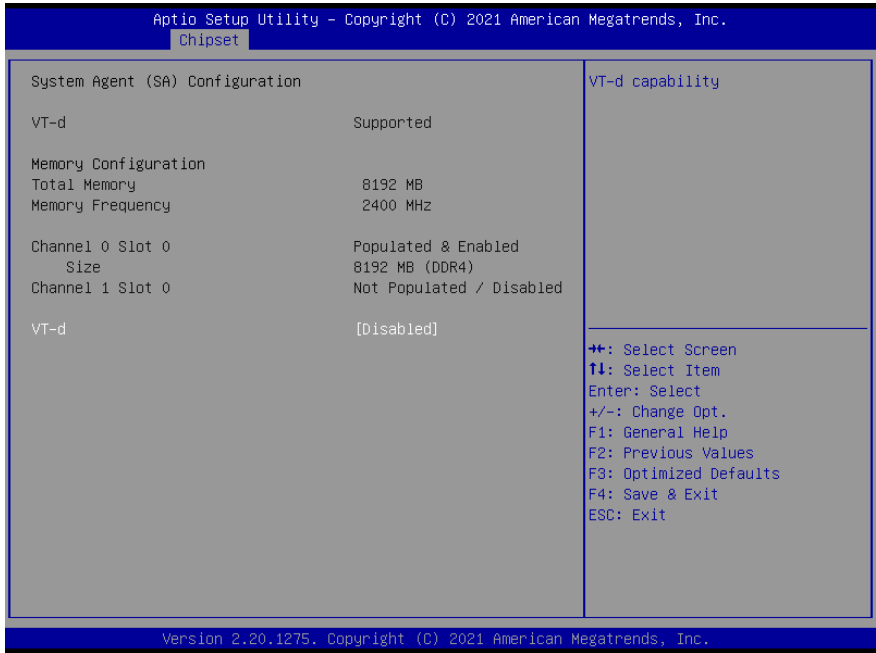 Aptio Setup Utility – Copyright (C) 2021 American Megatrends, Inc.
Chipset
System Agent (SA) Configuration
VT-d Supported
Memory Configuration
Total Memory 8192 MB
Memory Frequency 2400 MHz
Channel 0 Slot 0 Populated & Enabled
Size 8192 MB (DDR4)
Channel 1 Slot 0 Not Populated / Disabled
VT-d [Disabled]
VT-d capability
→←: Select Screen
↑↓: Select Item
Enter: Select
+/-: Change Opt.
F1: General Help
F2: Previous Values
F3: Optimized Defaults
F4: Save & Exit
ESC: Exit
Version 2.20.1275. Copyright (C) 2021 American Megatrends, Inc.